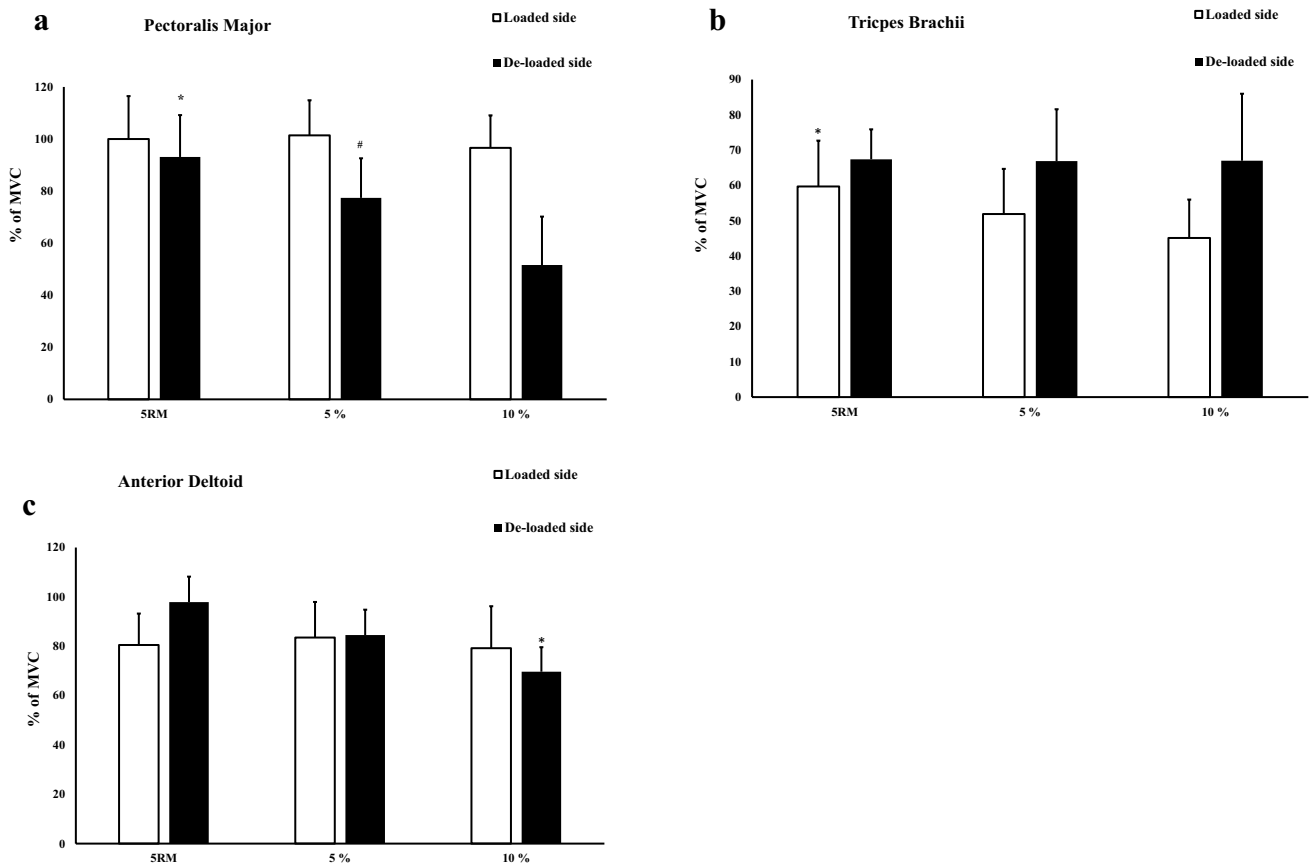 a
Pectoralis Major
Loaded side
De-loaded side
% of MVC
120
100
80
60
40
20
0
*
#
5RM
5 %
10 %
b
Tricpes Brachii
Loaded side
De-loaded side
% of MVC
90
80
70
60
50
40
30
20
10
0
*
5RM
5 %
10 %
c
Anterior Deltoid
Loaded side
De-loaded side
% of MVC
120
100
80
60
40
20
0
*
5RM
5 %
10 %